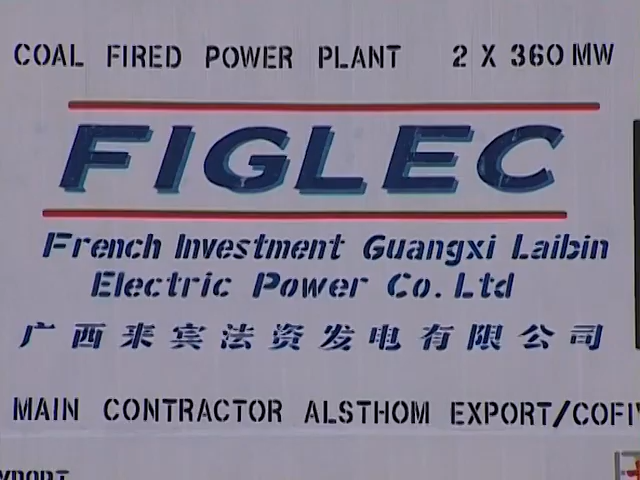 COAL FIRED POWER PLANT 2 X 360 MW
FIGLEC
French Investment Guangxi Laibin
Electric Power Co. Ltd
广西来宾法资发电有限公司
MAIN CONTRACTOR ALSTHOM EXPORT/COFI